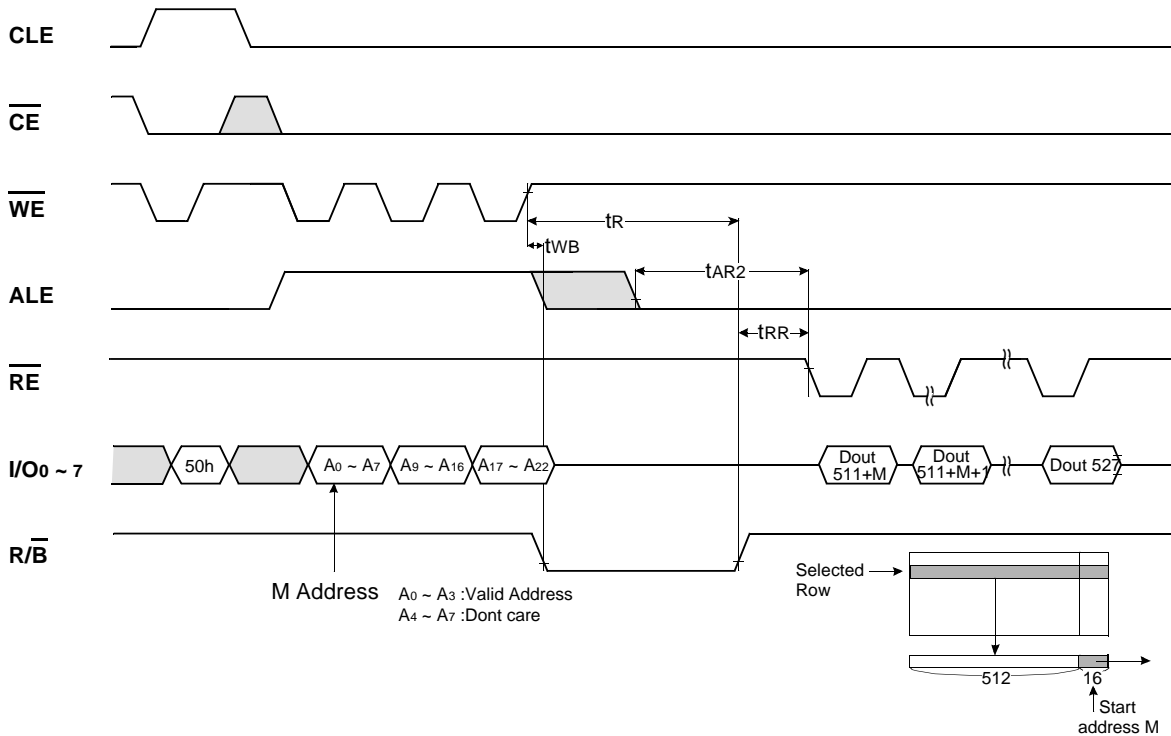 CLE
CE
WE
tR
tWB
ALE
tAR2
tRR
RE
I/O0 ~ 7
50h
A0 ~ A7
A9 ~ A16
A17 ~ A22
Dout
511+M
Dout
511+M+1
Dout 527
R/B
M Address
A0 ~ A3 :Valid Address
A4 ~ A7 :Dont care
Selected
Row
512
16
Start
address M